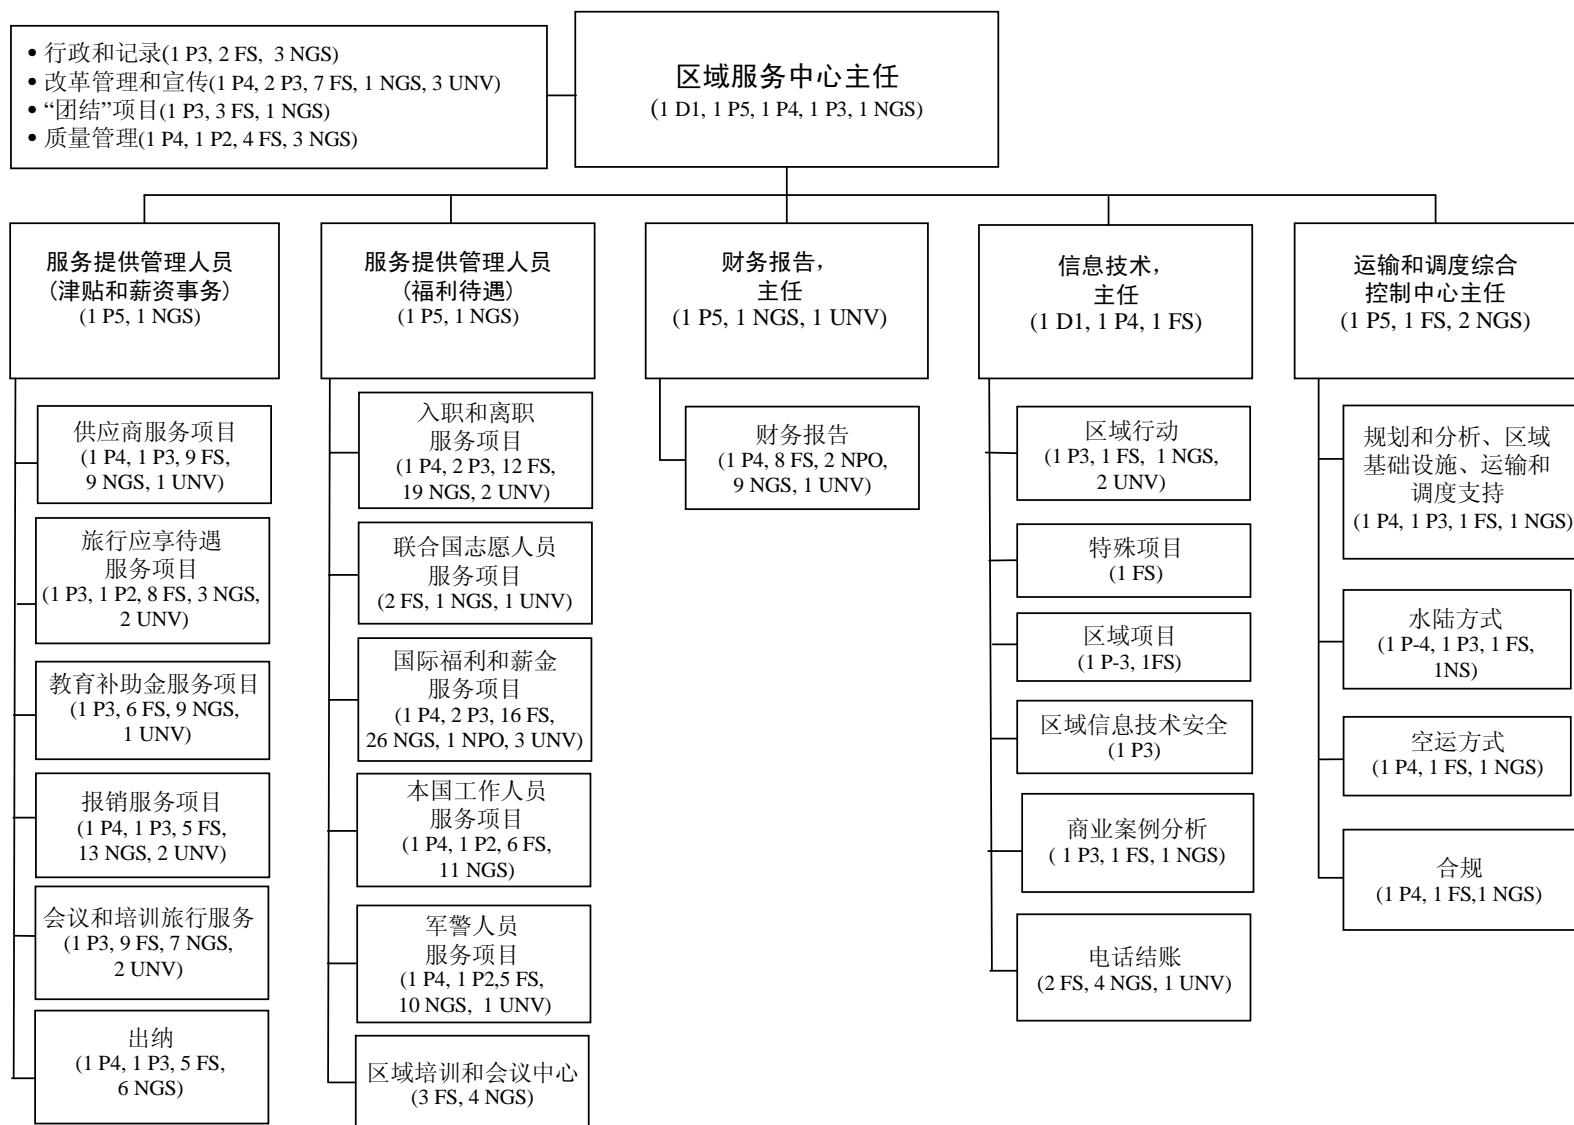 • 行政和记录(1 P3, 2 FS, 3 NGS)
• 改革管理和宣传(1 P4, 2 P3, 7 FS, 1 NGS, 3 UNV)
• “团结”项目(1 P3, 3 FS, 1 NGS)
• 质量管理(1 P4, 1 P2, 4 FS, 3 NGS)
区域服务中心主任
(1 D1, 1 P5, 1 P4, 1 P3, 1 NGS)
服务提供管理人员
(津贴和薪资事务)
(1 P5, 1 NGS)
供应商服务项目
(1 P4, 1 P3, 9 FS,
9 NGS, 1 UNV)
旅行应享待遇
服务项目
(1 P3, 1 P2, 8 FS, 3 NGS,
2 UNV)
教育补助金服务项目
(1 P3, 6 FS, 9 NGS,
1 UNV)
报销服务项目
(1 P4, 1 P3, 5 FS,
13 NGS, 2 UNV)
会议和培训旅行服务
(1 P3, 9 FS, 7 NGS,
2 UNV)
出纳
(1 P4, 1 P3, 5 FS,
6 NGS)
服务提供管理人员
(福利待遇)
(1 P5, 1 NGS)
入职和离职
服务项目
(1 P4, 2 P3, 12 FS,
19 NGS, 2 UNV)
联合国志愿人员
服务项目
(2 FS, 1 NGS, 1 UNV)
国际福利和薪金
服务项目
(1 P4, 2 P3, 16 FS,
26 NGS, 1 NPO, 3 UNV)
本国工作人员
服务项目
(1 P4, 1 P2, 6 FS,
11 NGS)
军警人员
服务项目
(1 P4, 1 P2,5 FS,
10 NGS, 1 UNV)
区域培训和会议中心
(3 FS, 4 NGS)
财务报告,
主任
(1 P5, 1 NGS, 1 UNV)
财务报告
(1 P4, 8 FS, 2 NPO,
9 NGS, 1 UNV)
信息技术,
主任
(1 D1, 1 P4, 1 FS)
区域行动
(1 P3, 1 FS, 1 NGS,
2 UNV)
特殊项目
(1 FS)
区域项目
(1 P-3, 1FS)
区域信息技术安全
(1 P3)
商业案例分析
( 1 P3, 1 FS, 1 NGS)
电话结账
(2 FS, 4 NGS, 1 UNV)
运输和调度综合
控制中心主任
(1 P5, 1 FS, 2 NGS)
规划和分析、区域
基础设施、运输和
调度支持
(1 P4, 1 P3, 1 FS, 1 NGS)
水陆方式
(1 P-4, 1 P3, 1 FS,
1NS)
空运方式
(1 P4, 1 FS, 1 NGS)
合规
(1 P4, 1 FS,1 NGS)